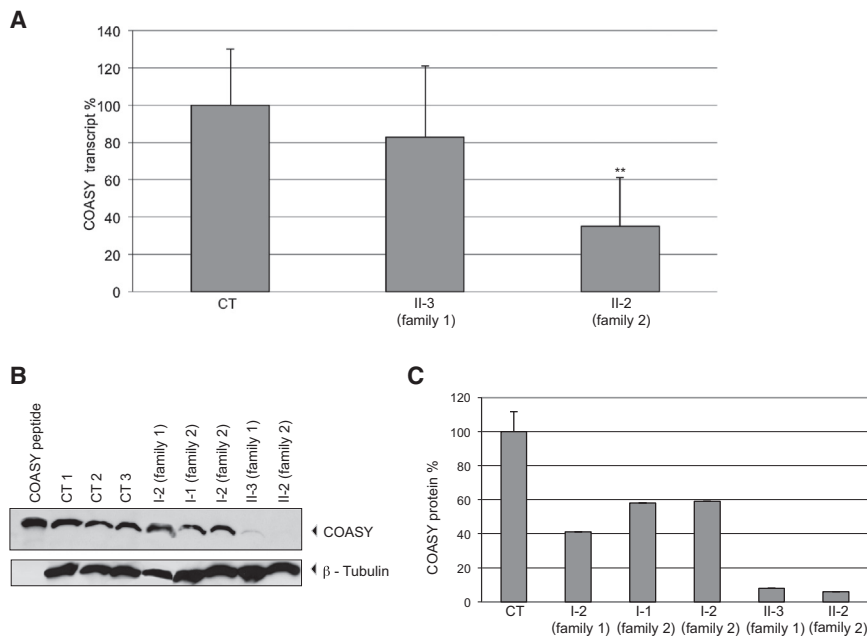 A
COASY transcript %
140
120
100
80
60
40
20
0
**
CT
II-3
(family 1)
II-2
(family 2)
B
COASY peptide
CT 1
CT 2
CT 3
I-2 (family 1)
I-1 (family 2)
I-2 (family 2)
II-3 (family 1)
II-2 (family 2)
COASY
β - Tubulin
C
COASY protein %
120
100
80
60
40
20
0
CT
I-2
(family 1)
I-1
(family 2)
I-2
(family 2)
II-3
(family 1)
II-2
(family 2)